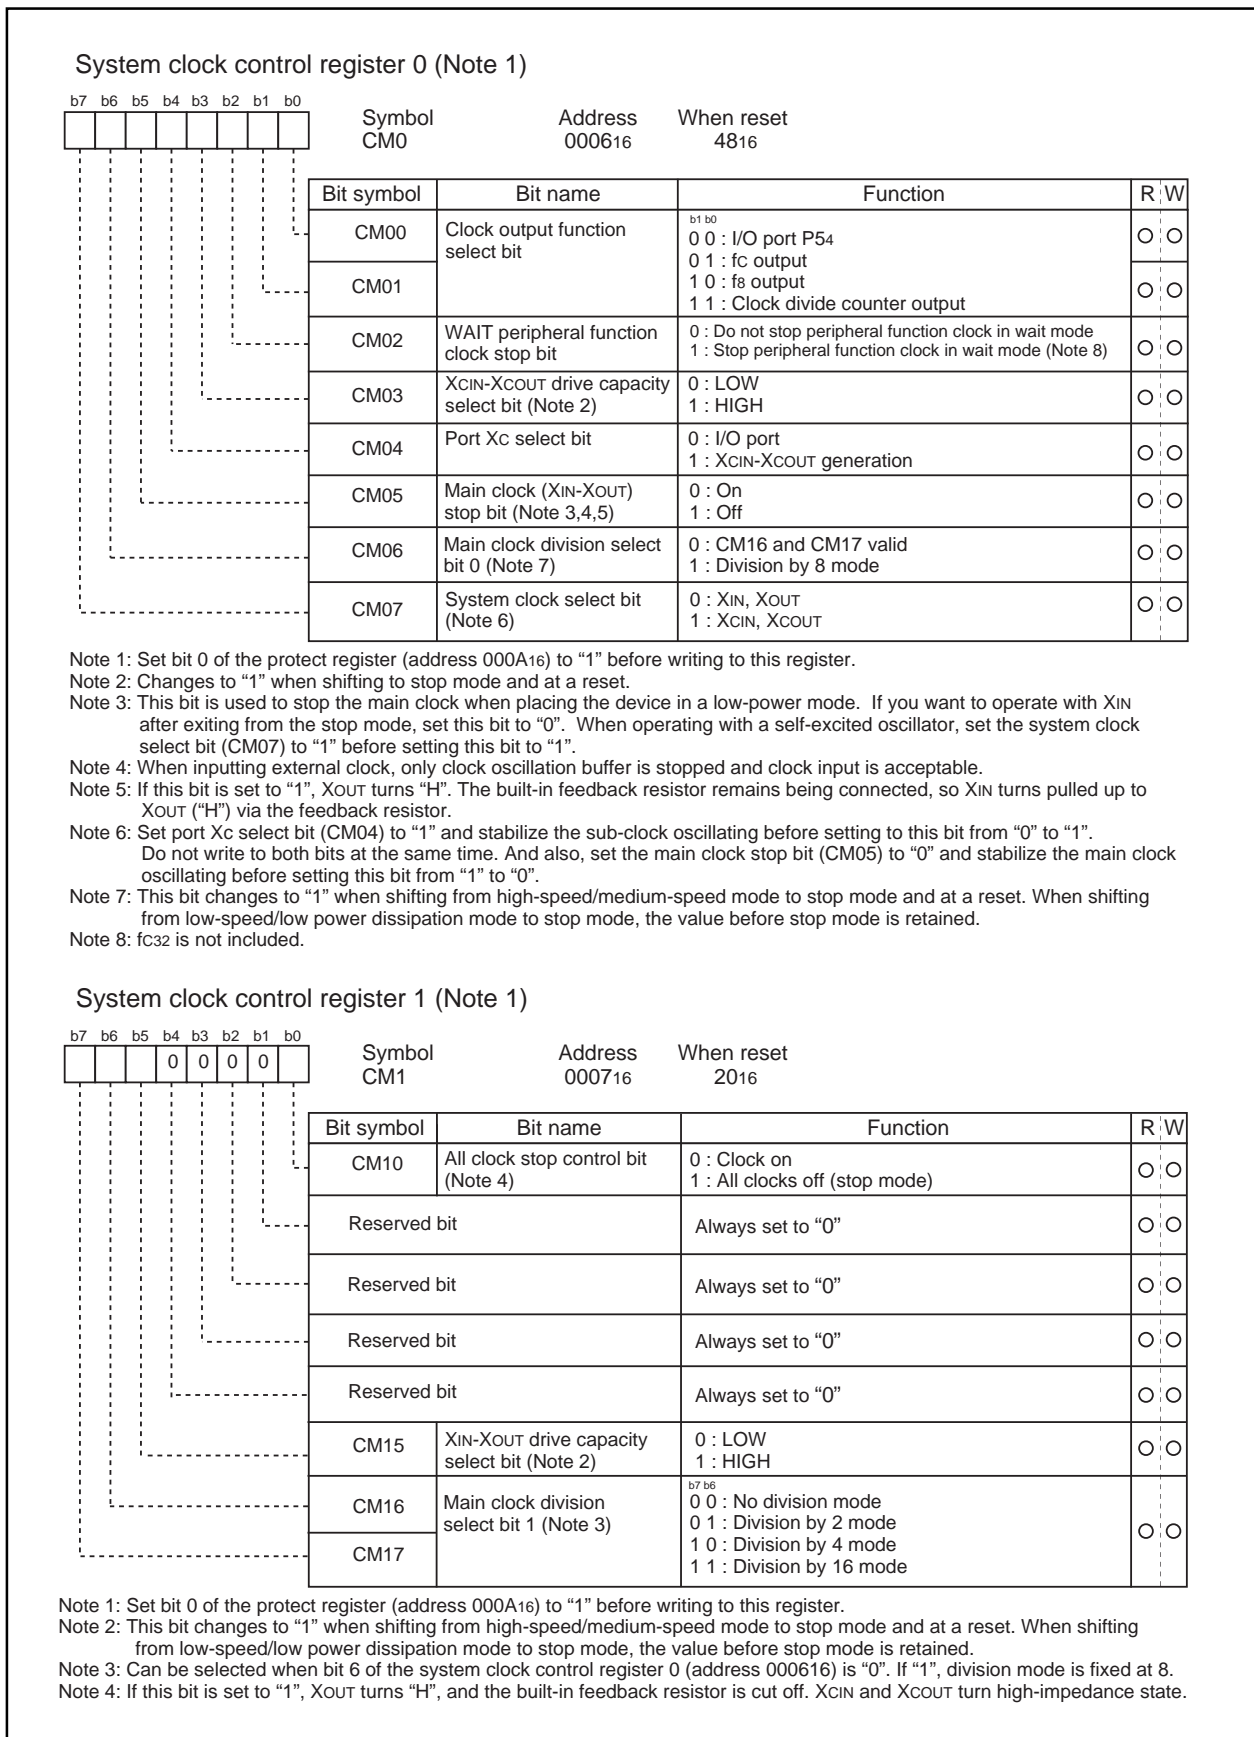 System clock control register 0 (Note 1)
b7 b6 b5 b4 b3 b2 b1 b0
Symbol Address When reset
CM0 000616 4816
Bit symbol Bit name Function R W
CM00 Clock output function select bit
b1 b0
0 0 : I/O port P54
0 1 : fC output
1 0 : f8 output
1 1 : Clock divide counter output
CM01
CM02 WAIT peripheral function clock stop bit
0 : Do not stop peripheral function clock in wait mode
1 : Stop peripheral function clock in wait mode (Note 8)
CM03 XCIN-XCOUT drive capacity select bit (Note 2)
0 : LOW
1 : HIGH
CM04 Port XC select bit
0 : I/O port
1 : XCIN-XCOUT generation
CM05 Main clock (XIN-XOUT) stop bit (Note 3,4,5)
0 : On
1 : Off
CM06 Main clock division select bit 0 (Note 7)
0 : CM16 and CM17 valid
1 : Division by 8 mode
CM07 System clock select bit (Note 6)
0 : XIN, XOUT
1 : XCIN, XCOUT
Note 1: Set bit 0 of the protect register (address 000A16) to “1” before writing to this register.
Note 2: Changes to “1” when shifting to stop mode and at a reset.
Note 3: This bit is used to stop the main clock when placing the device in a low-power mode. If you want to operate with XIN
after exiting from the stop mode, set this bit to “0”. When operating with a self-excited oscillator, set the system clock
select bit (CM07) to “1” before setting this bit to “1”.
Note 4: When inputting external clock, only clock oscillation buffer is stopped and clock input is acceptable.
Note 5: If this bit is set to “1”, XOUT turns “H”. The built-in feedback resistor remains being connected, so XIN turns pulled up to
XOUT (“H”) via the feedback resistor.
Note 6: Set port Xc select bit (CM04) to “1” and stabilize the sub-clock oscillating before setting to this bit from “0” to “1”.
Do not write to both bits at the same time. And also, set the main clock stop bit (CM05) to “0” and stabilize the main clock
oscillating before setting this bit from “1” to “0”.
Note 7: This bit changes to “1” when shifting from high-speed/medium-speed mode to stop mode and at a reset. When shifting
from low-speed/low power dissipation mode to stop mode, the value before stop mode is retained.
Note 8: fC32 is not included.
System clock control register 1 (Note 1)
b7 b6 b5 b4 b3 b2 b1 b0
0 0 0 0
Symbol Address When reset
CM1 000716 2016
Bit symbol Bit name Function R W
CM10 All clock stop control bit (Note 4)
0 : Clock on
1 : All clocks off (stop mode)
Reserved bit Always set to “0”
Reserved bit Always set to “0”
Reserved bit Always set to “0”
Reserved bit Always set to “0”
CM15 XIN-XOUT drive capacity select bit (Note 2)
0 : LOW
1 : HIGH
CM16 Main clock division select bit 1 (Note 3)
b7 b6
0 0 : No division mode
0 1 : Division by 2 mode
1 0 : Division by 4 mode
1 1 : Division by 16 mode
CM17
Note 1: Set bit 0 of the protect register (address 000A16) to “1” before writing to this register.
Note 2: This bit changes to “1” when shifting from high-speed/medium-speed mode to stop mode and at a reset. When shifting
from low-speed/low power dissipation mode to stop mode, the value before stop mode is retained.
Note 3: Can be selected when bit 6 of the system clock control register 0 (address 000616) is “0”. If “1”, division mode is fixed at 8.
Note 4: If this bit is set to “1”, XOUT turns “H”, and the built-in feedback resistor is cut off. XCIN and XCOUT turn high-impedance state.